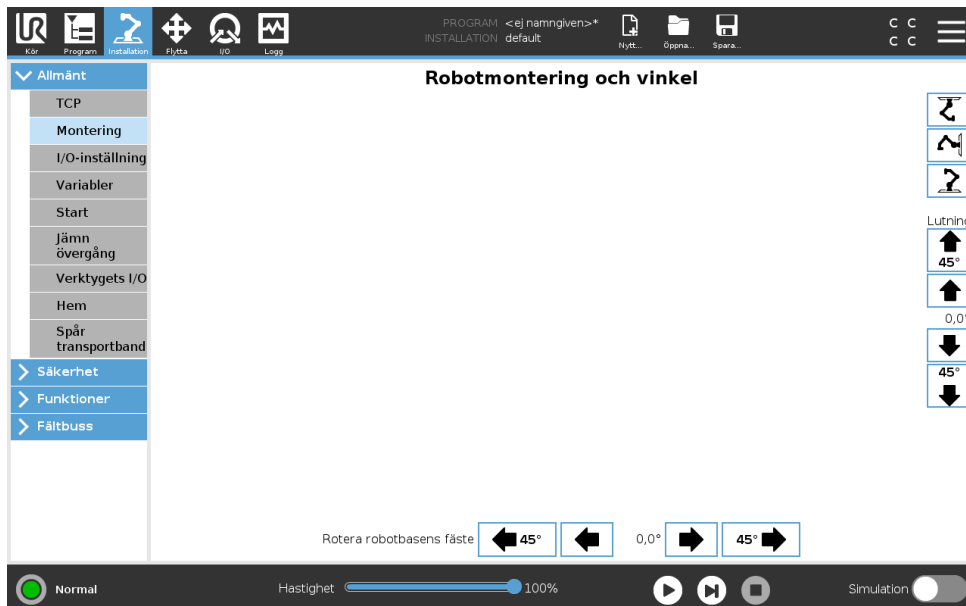 Kör
Program
Installation
Flytta
I/O
Logg
PROGRAM <ej namngiven>*
INSTALLATION default
Nytt...
Öppna...
Spara...
C C
C C
Allmänt
TCP
Montering
I/O-inställning
Variabler
Start
Jämn
övergång
Verktygets I/O
Hem
Spår
transportband
Säkerhet
Funktioner
Fältbuss
Robotmontering och vinkel
Lutning
45°
0,0°
45°
Rotera robotbasens fäste 45° 0,0° 45°
Normal
Hastighet 100%
Simulation